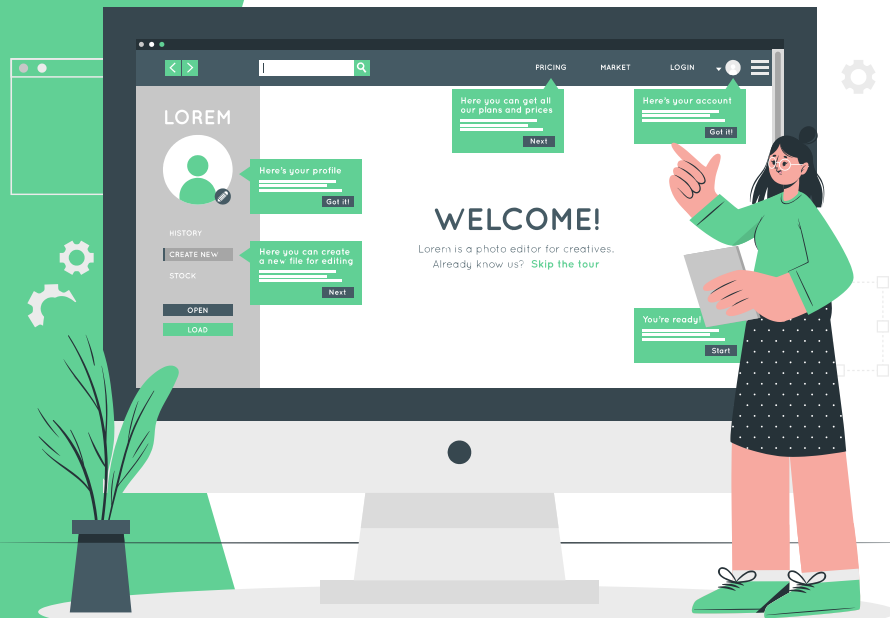 PRICING
MARKET
LOGIN
Here you can get all
our plans and prices
Next
Here's your account
Got it!
LOREM
Here's your profile
Got it!
HISTORY
CREATE NEW
STOCK
OPEN
LOAD
Here you can create
a new file for editing
Next
WELCOME!
Lorem is a photo editor for creatives.
Already know us? Skip the tour
You're ready!
Start